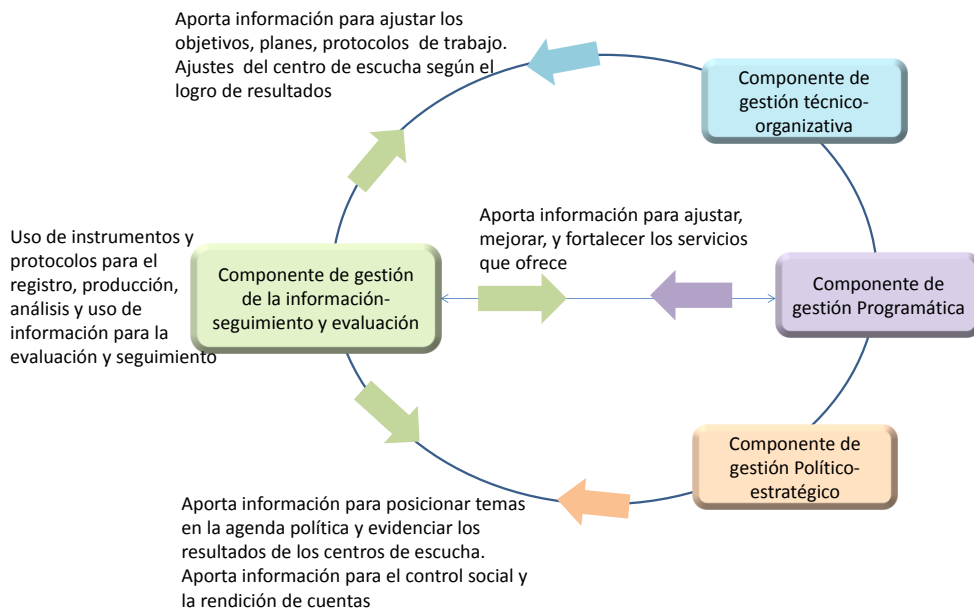 Aporta información para ajustar los
objetivos, planes, protocolos de trabajo.
Ajustes del centro de escucha según el
logro de resultados
Componente de
gestión técnico-
organizativa
Uso de instrumentos y
protocolos para el
registro, producción,
análisis y uso de
información para la
evaluación y seguimiento
Componente de gestión
de la información-
seguimiento y evaluación
Aporta información para ajustar,
mejorar, y fortalecer los servicios
que ofrece
Componente de
gestión Programática
Componente de
gestión Político-
estratégico
Aporta información para posicionar temas
en la agenda política y evidenciar los
resultados de los centros de escucha.
Aporta información para el control social y
la rendición de cuentas